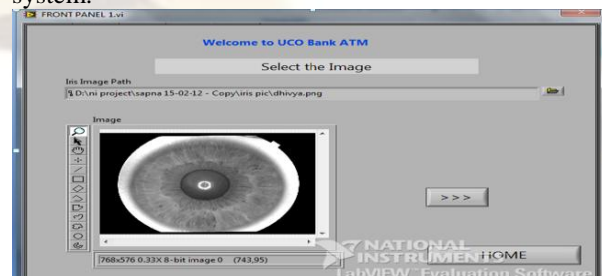 system.
FRONT PANEL 1.vi
Welcome to UCO Bank ATM
Select the Image
Iris Image Path
D:\ni project\sapna 15-02-12 - Copy\iris pic\dhivya.png
Image
>>>
HOME
768x576 0.33X 8-bit image 0 (743,95)
NATIONAL
INSTRUMENTS
LabVIEW Evaluation Software